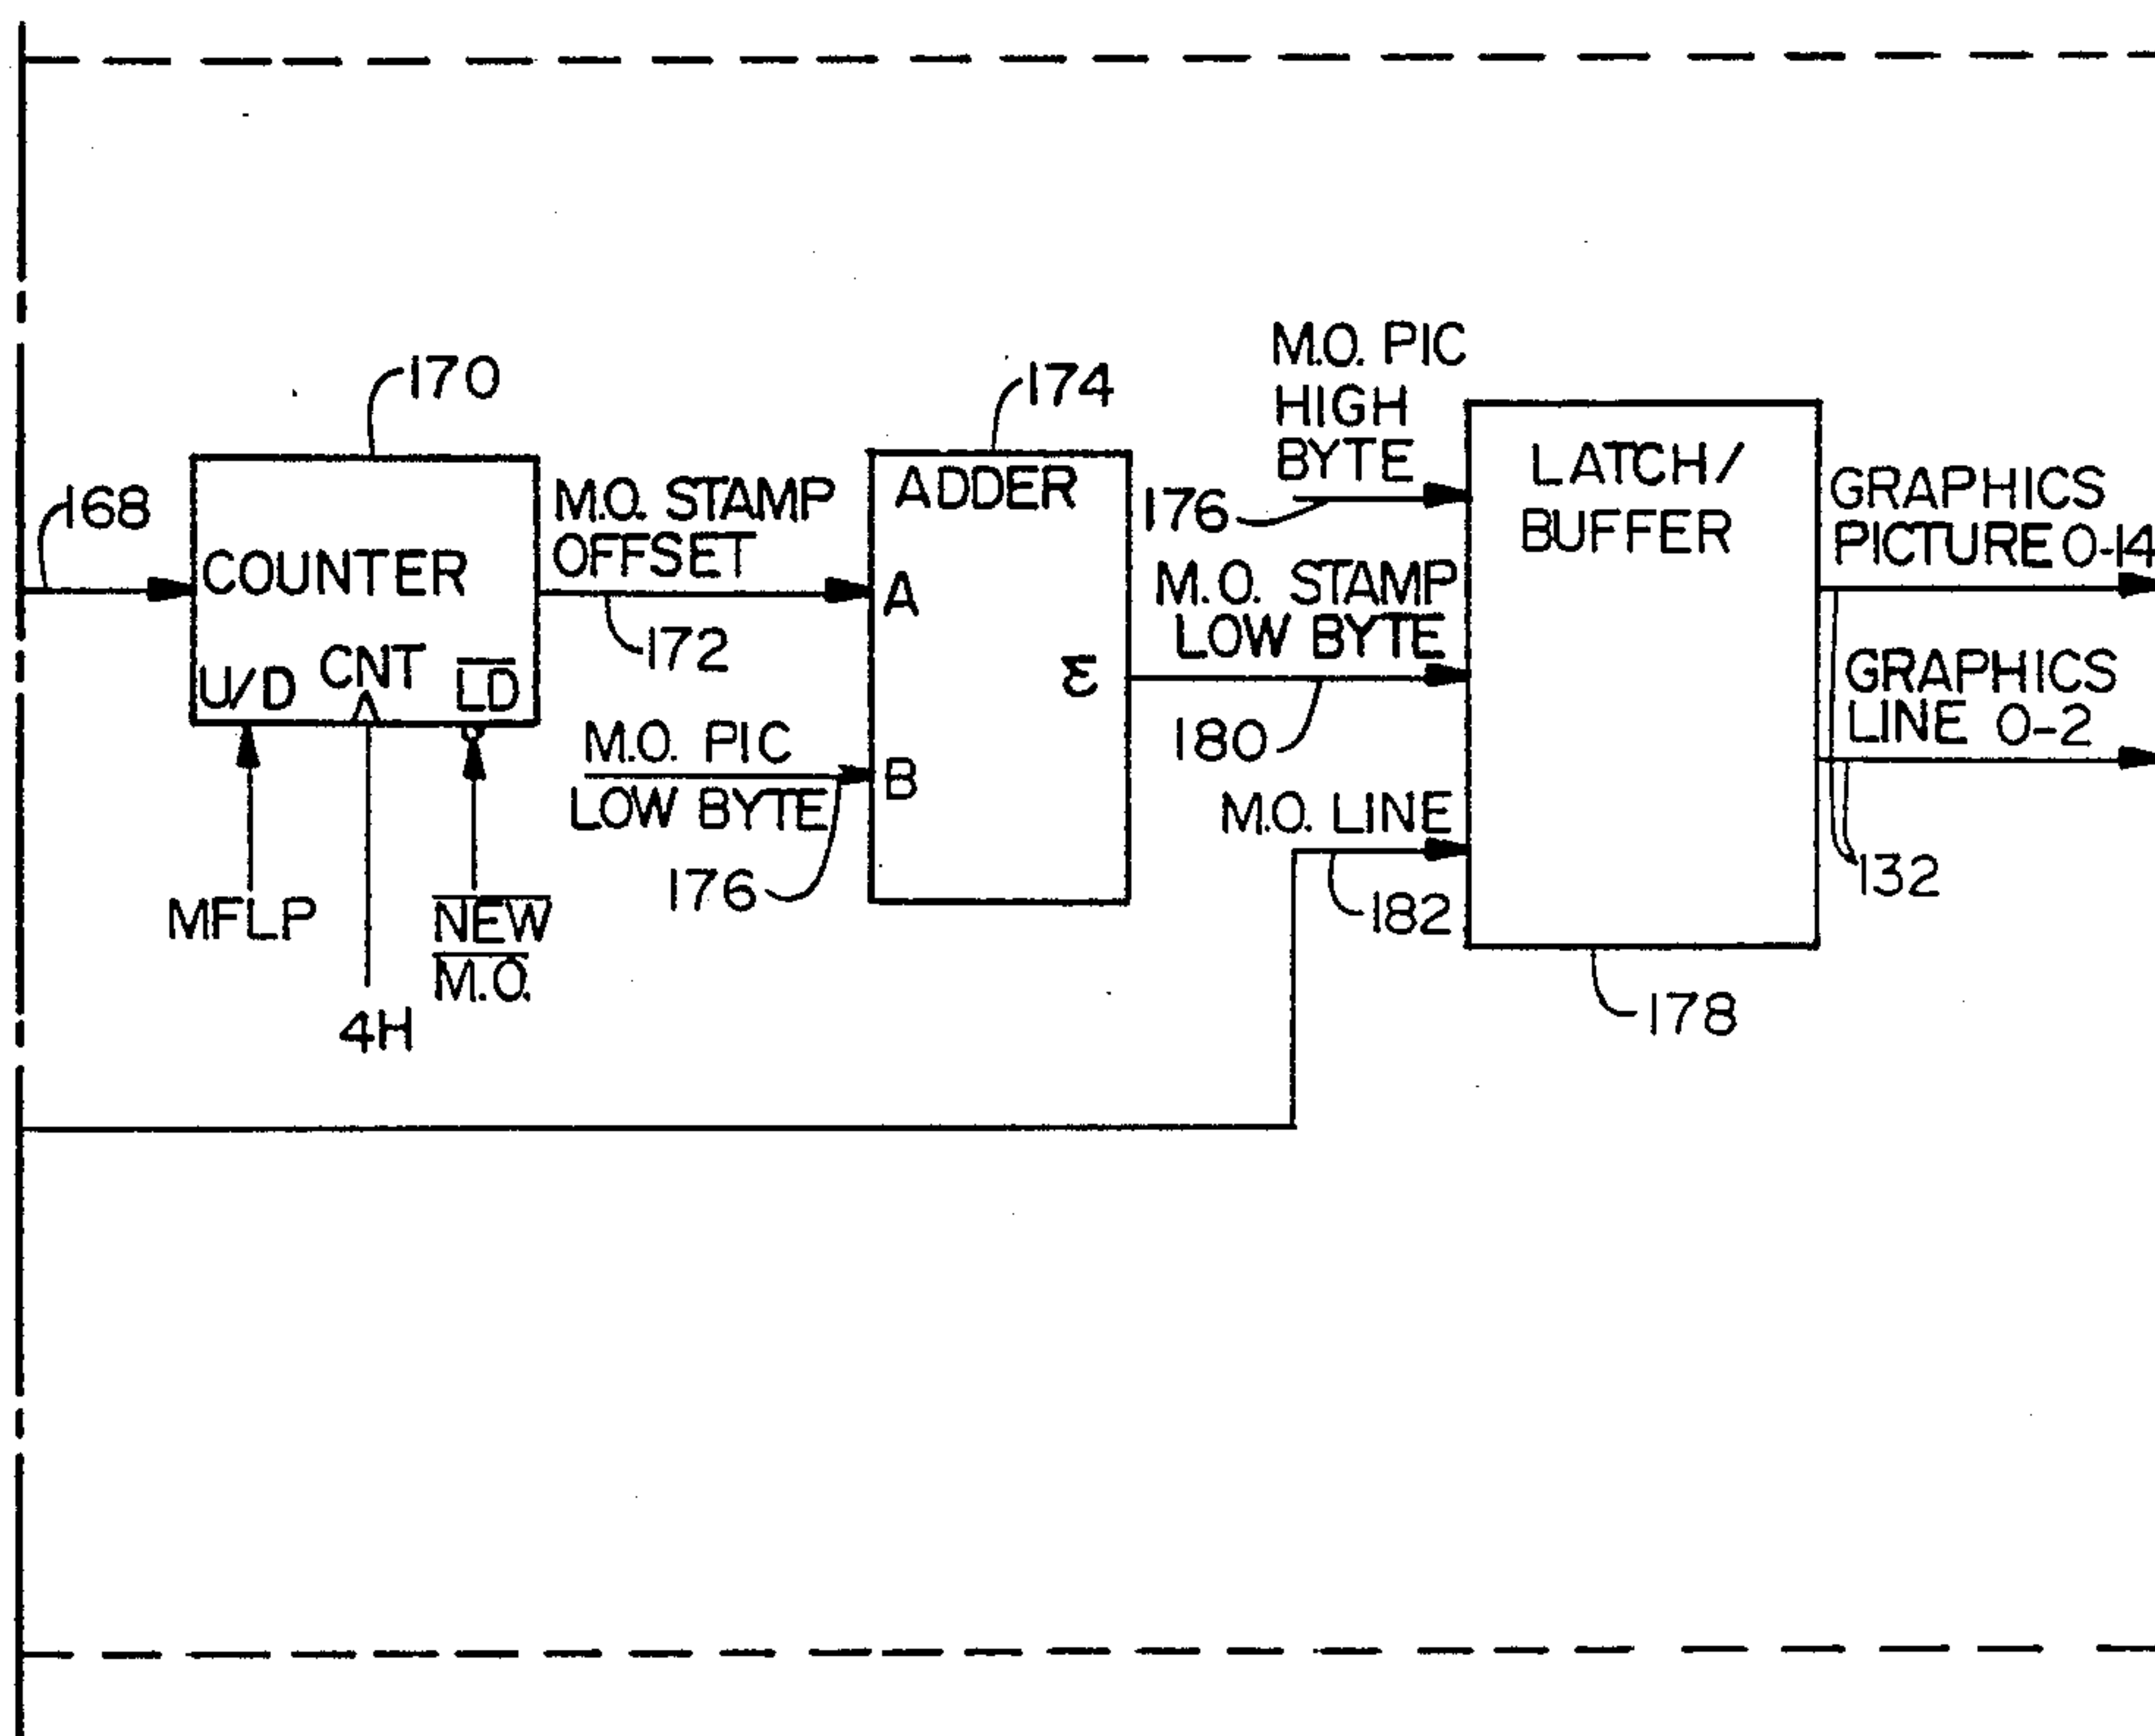 170
168
COUNTER
U/D
CNT
LD
MFLP
4H
NEW
M.O.
M.O. STAMP
OFFSET
172
M.O. PIC
LOW BYTE
176
174
ADDER
A
B
Σ
M.O. PIC
HIGH
BYTE
176
M.O. STAMP
LOW BYTE
180
M.O. LINE
182
LATCH/
BUFFER
178
GRAPHICS
PICTURE 0-14
GRAPHICS
LINE 0-2
132